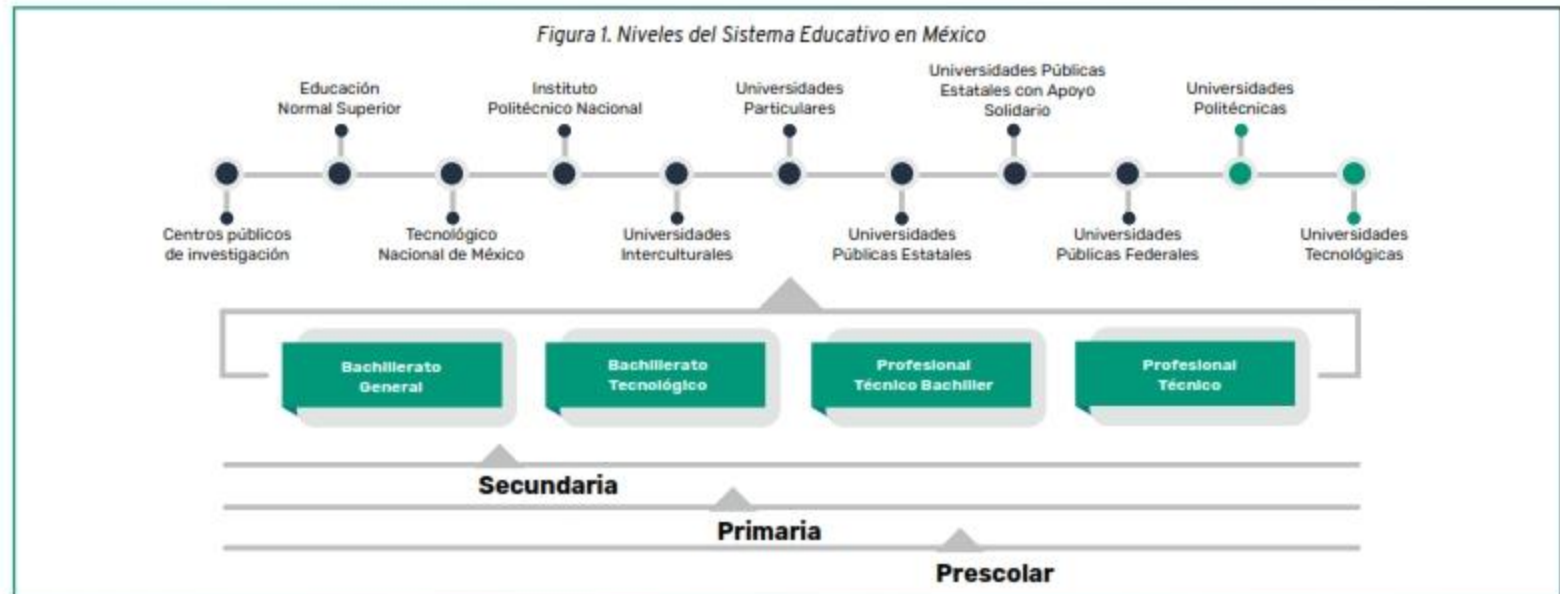 Figura 1. Niveles del Sistema Educativo en México
Educación
Normal Superior
Instituto
Politécnico Nacional
Universidades
Particulares
Universidades Públicas
Estatales con Apoyo
Solidario
Universidades
Politécnicas
Centros públicos
de investigación
Tecnológico
Nacional de México
Universidades
Interculturales
Universidades
Públicas Estatales
Universidades
Públicas Federales
Universidades
Tecnológicas
Bachillerato
General
Bachillerato
Tecnológico
Profesional
Técnico Bachiller
Profesional
Técnico
Secundaria
Primaria
Prescolar